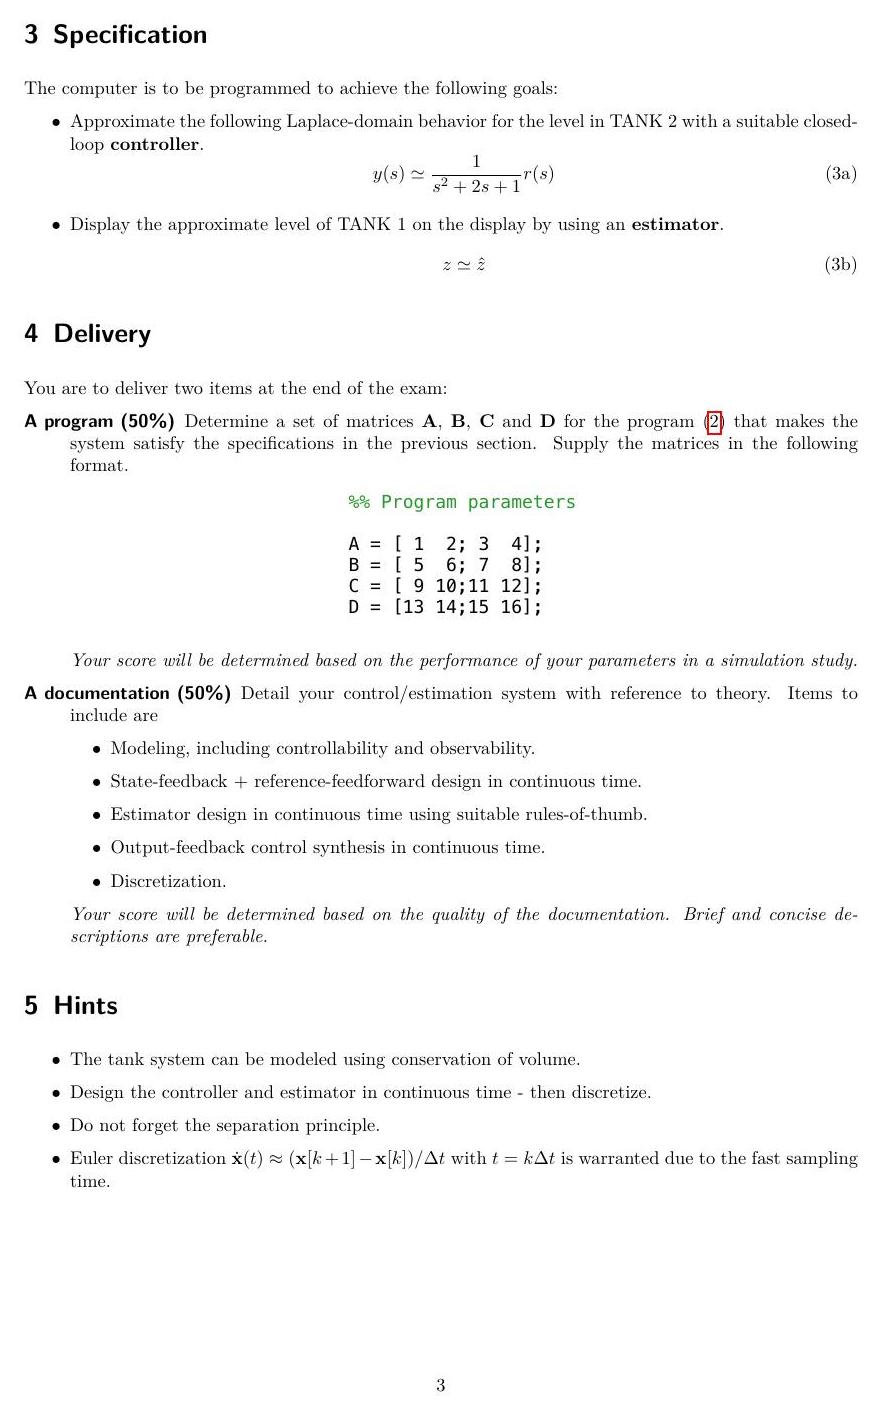 3 Specification
The computer is to be programmed to achieve the following goals:
• Approximate the following Laplace-domain behavior for the level in TANK 2 with a suitable closed-
loop controller.
y(s) ≃ 1/(s² + 2s + 1) r(s) (3a)
• Display the approximate level of TANK 1 on the display by using an estimator.
z ≃ ẑ (3b)
4 Delivery
You are to deliver two items at the end of the exam:
A program (50%) Determine a set of matrices A, B, C and D for the program (2) that makes the
system satisfy the specifications in the previous section. Supply the matrices in the following
format.
%% Program parameters
A = [ 1  2; 3  4];
B = [ 5  6; 7  8];
C = [ 9 10;11 12];
D = [13 14;15 16];
Your score will be determined based on the performance of your parameters in a simulation study.
A documentation (50%) Detail your control/estimation system with reference to theory. Items to
include are
• Modeling, including controllability and observability.
• State-feedback + reference-feedforward design in continuous time.
• Estimator design in continuous time using suitable rules-of-thumb.
• Output-feedback control synthesis in continuous time.
• Discretization.
Your score will be determined based on the quality of the documentation. Brief and concise de-
scriptions are preferable.
5 Hints
• The tank system can be modeled using conservation of volume.
• Design the controller and estimator in continuous time - then discretize.
• Do not forget the separation principle.
• Euler discretization ẋ(t) ≈ (x[k+1]−x[k])/Δt with t = kΔt is warranted due to the fast sampling
time.
3